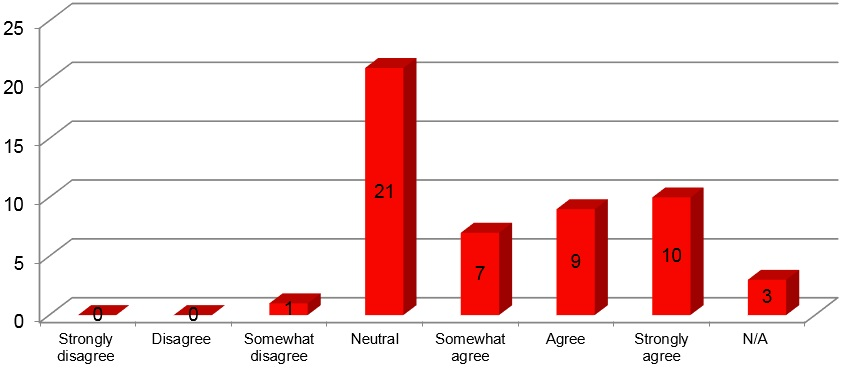 25
20
15
10
5
0
0
0
1
21
7
9
10
3
Strongly
disagree
Disagree
Somewhat
disagree
Neutral
Somewhat
agree
Agree
Strongly
agree
N/A